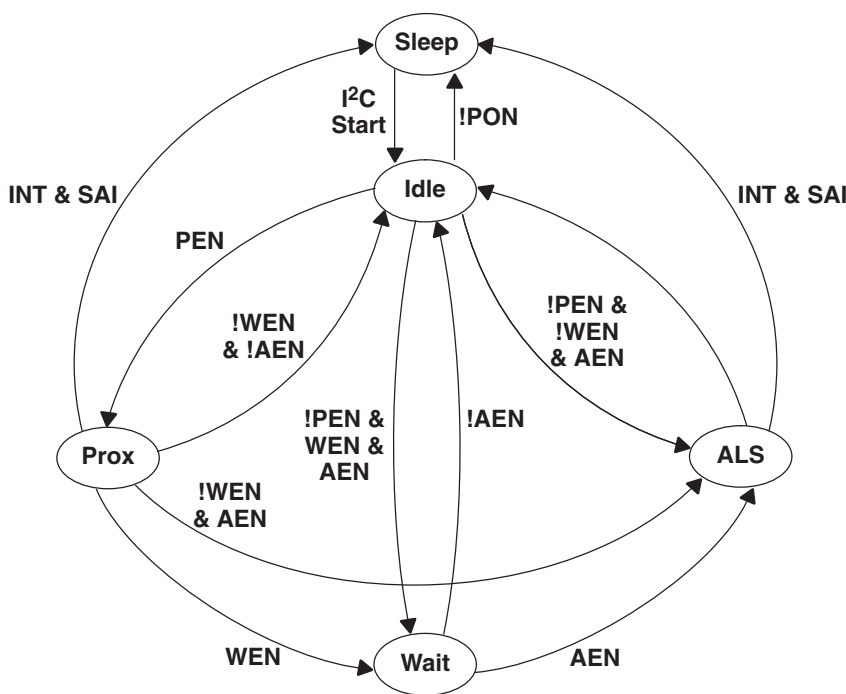 Sleep
I²C
Start
!PON
Idle
INT & SAI
INT & SAI
PEN
!WEN
& !AEN
!PEN &
!WEN
& AEN
!PEN &
WEN &
AEN
!AEN
Prox
ALS
!WEN
& AEN
WEN
Wait
AEN